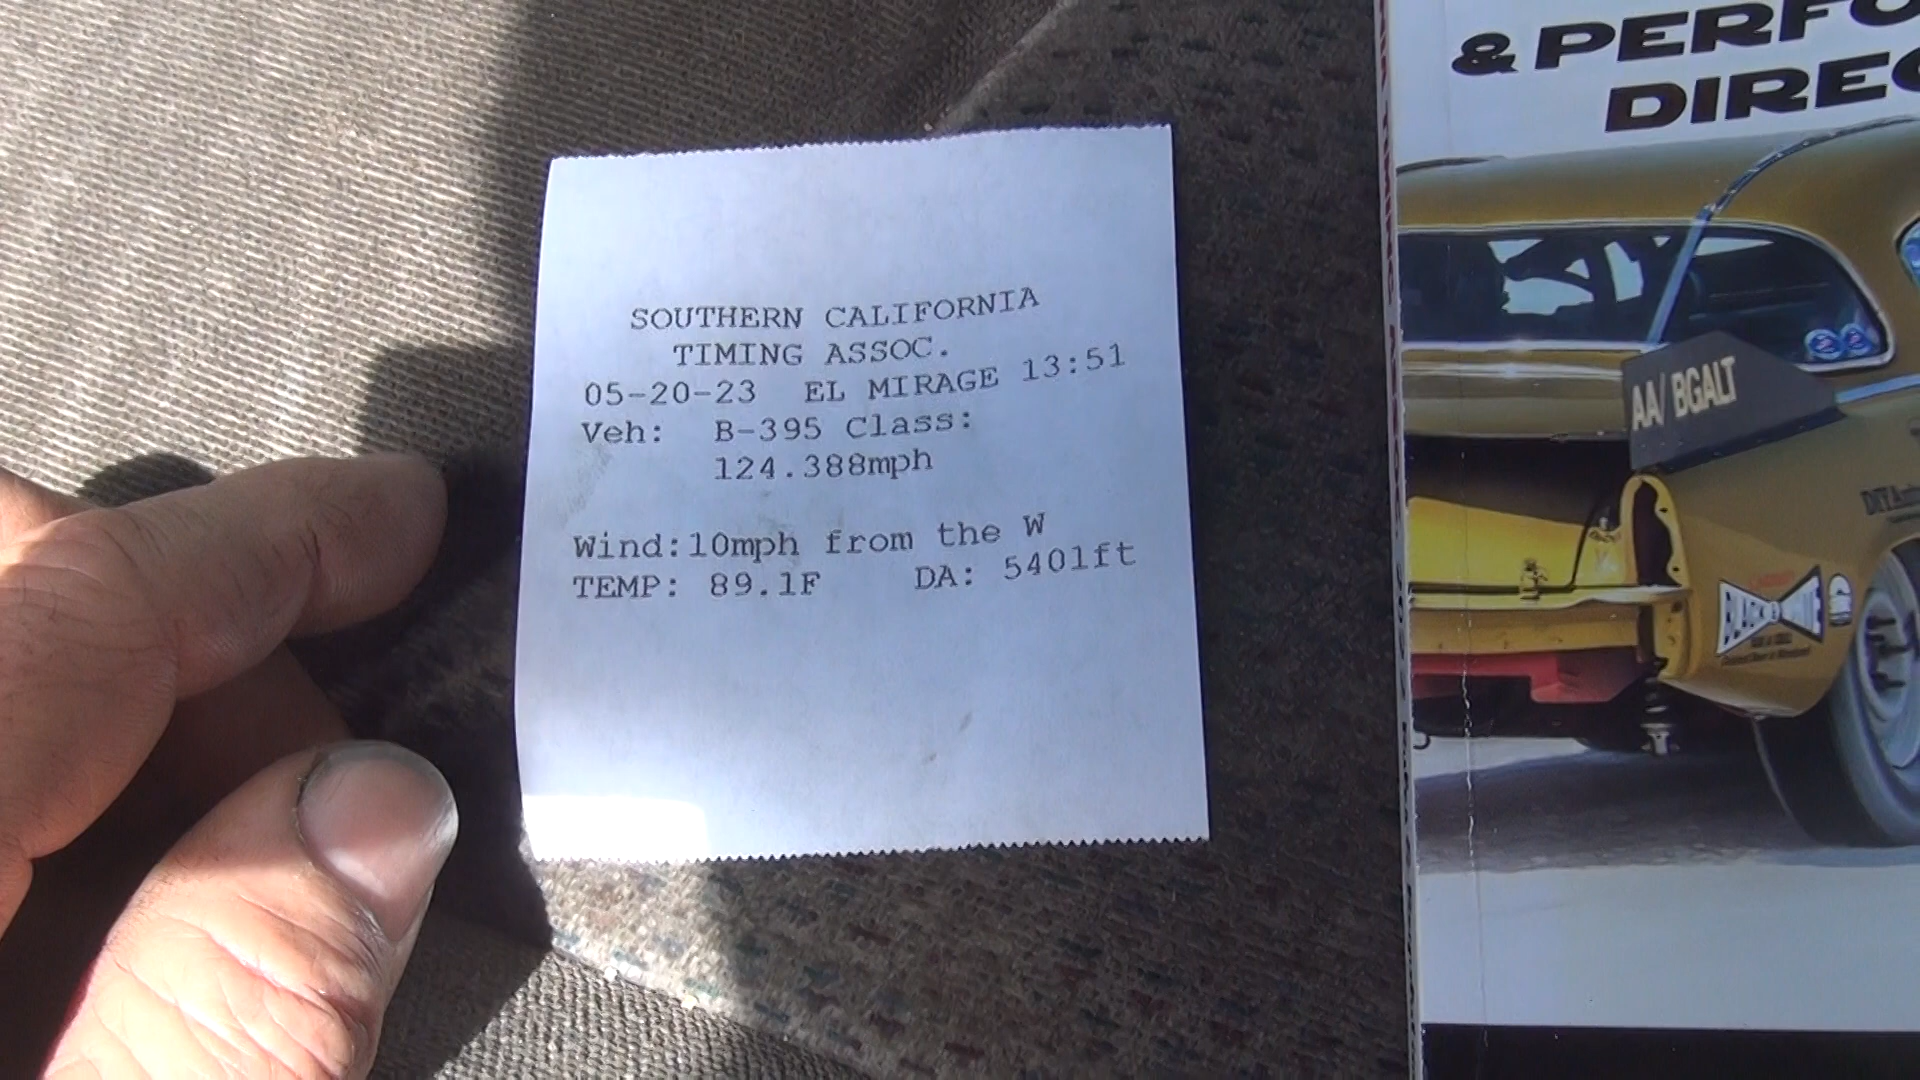 SOUTHERN CALIFORNIA
TIMING ASSOC.
05-20-23 EL MIRAGE 13:51
Veh: B-395 Class:
124.388mph
Wind:10mph from the W
TEMP: 89.1F DA: 5401ft
& PERFO
DIREC
AA/BGALT